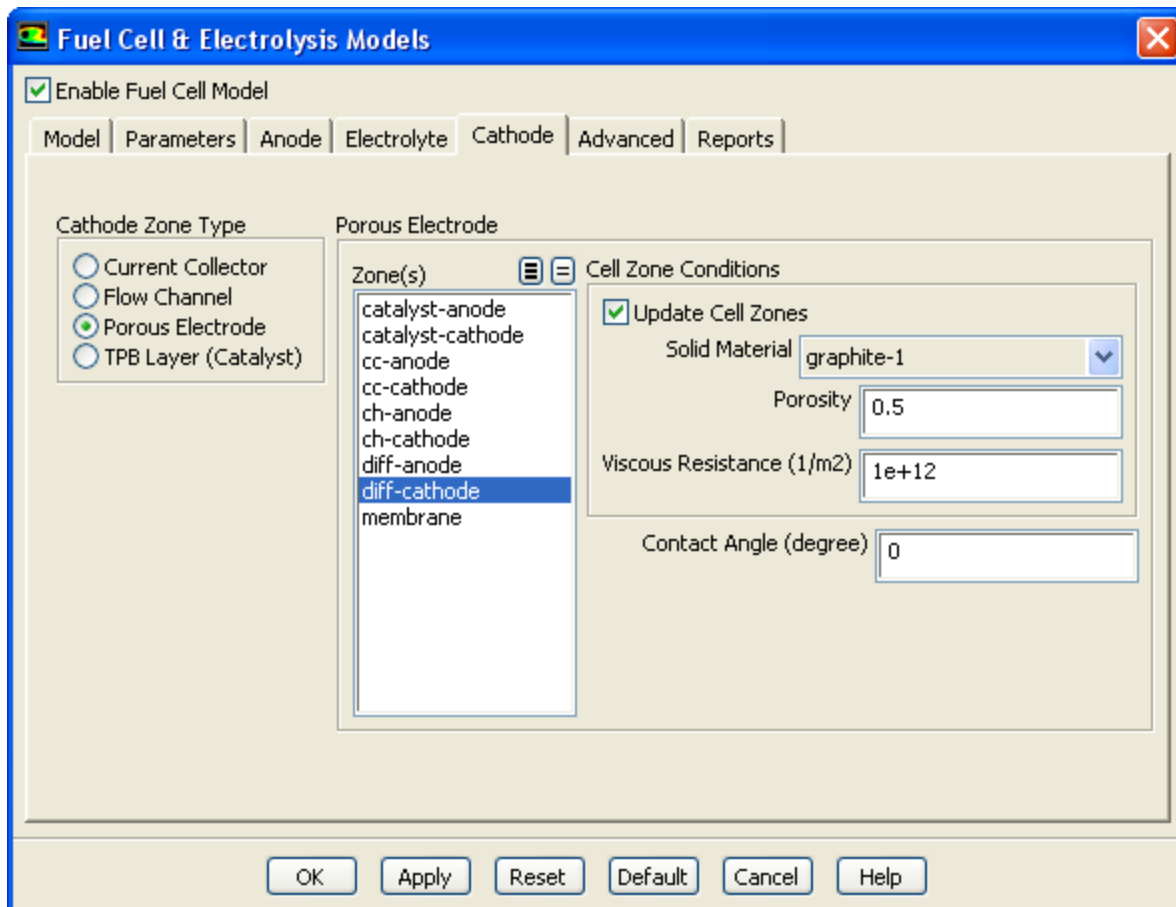 Fuel Cell & Electrolysis Models
Enable Fuel Cell Model
Model Parameters Anode Electrolyte Cathode Advanced Reports
Cathode Zone Type
Current Collector
Flow Channel
Porous Electrode
TPB Layer (Catalyst)
Porous Electrode
Zone(s)
catalyst-anode
catalyst-cathode
cc-anode
cc-cathode
ch-anode
ch-cathode
diff-anode
diff-cathode
membrane
Cell Zone Conditions
Update Cell Zones
Solid Material graphite-1
Porosity 0.5
Viscous Resistance (1/m2) 1e+12
Contact Angle (degree) 0
OK Apply Reset Default Cancel Help